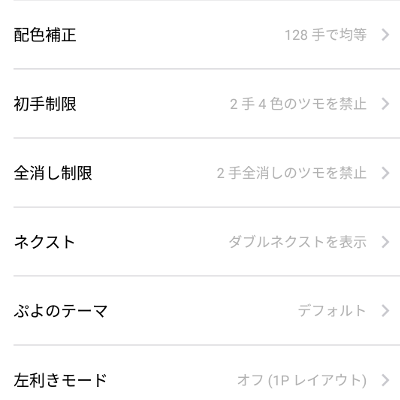 配色補正 128 手で均等
初手制限 2 手 4 色のツモを禁止
全消し制限 2 手全消しのツモを禁止
ネクスト ダブルネクストを表示
ぷよのテーマ デフォルト
左利きモード オフ (1P レイアウト)